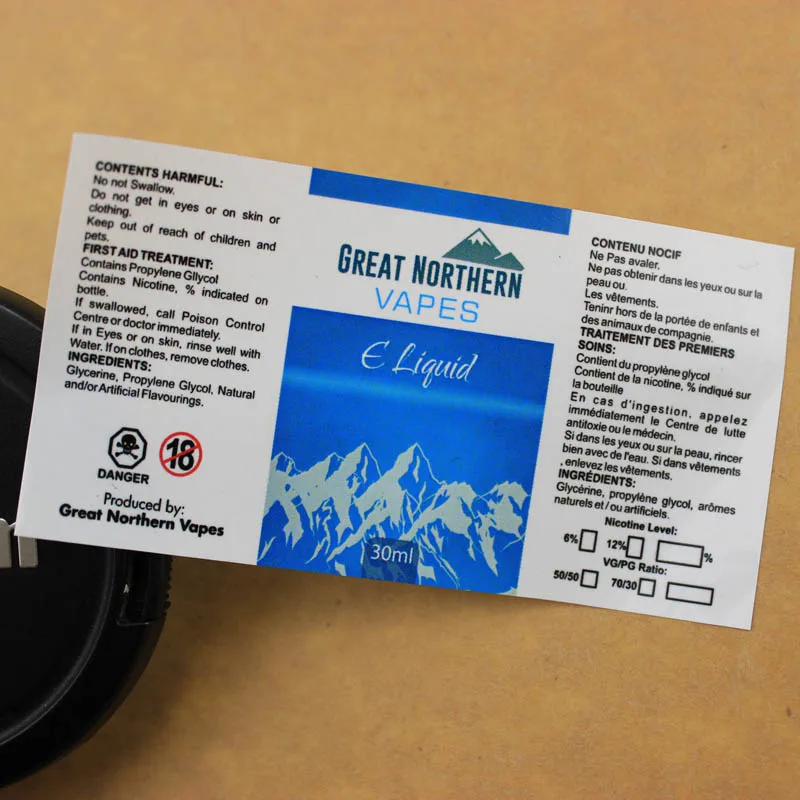 CONTENTS HARMFUL:
No not Swallow.
Do not get in eyes or on skin or
clothing.
Keep out of reach of children and
pets.
FIRST AID TREATMENT:
Contains Propylene Glycol
Contains Nicotine, % indicated on
bottle.
If swallowed, call Poison Control
Centre or doctor immediately.
If in Eyes or on skin, rinse well with
Water. If on clothes, remove clothes.
INGREDIENTS:
Glycerine, Propylene Glycol, Natural
and/or Artificial Flavourings.
18
DANGER
Produced by:
Great Northern Vapes
GREAT NORTHERN
VAPES
E Liquid
30ml
CONTENU NOCIF
Ne Pas avaler.
Ne pas obtenir dans les yeux ou sur la
peau ou.
Les vêtements.
Teninr hors de la portée de enfants et
des animaux de compagnie.
TRAITEMENT DES PREMIERS
SOINS:
Contient du propylène glycol
Contient de la nicotine, % indiqué sur
la bouteille
En cas d'ingestion, appelez
immédiatement le Centre de lutte
antitoxie ou le médecin.
Si dans les yeux ou sur la peau, rincer
bien avec de l'eau. Si dans vêtements
, enlevez les vêtements.
INGRÉDIENTS:
Glycérine, propylène glycol, arômes
naturels et / ou artificiels.
Nicotine Level:
6% 12% %
VG/PG Ratio:
50/50 70/30